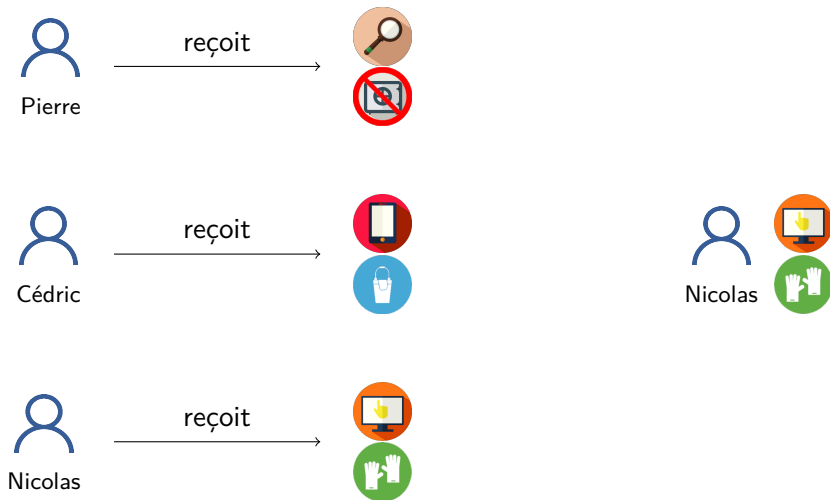 reçoit
Pierre
reçoit
Cédric
Nicolas
reçoit
Nicolas